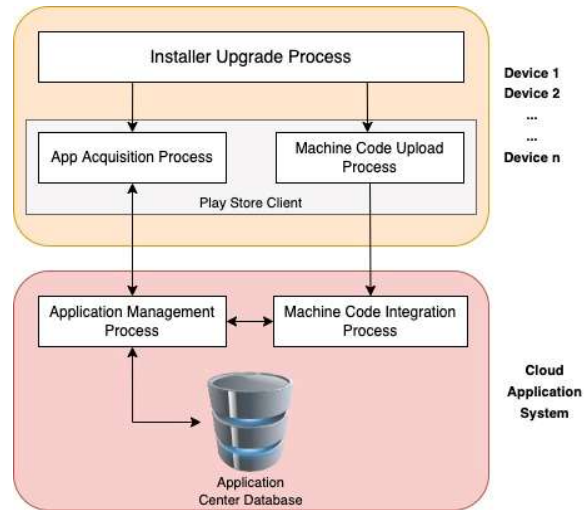 Installer Upgrade Process
Device 1
Device 2
...
...
Device n
App Acquisition Process
Machine Code Upload
Process
Play Store Client
Application Management
Process
Machine Code Integration
Process
Cloud
Application
System
Application
Center Database